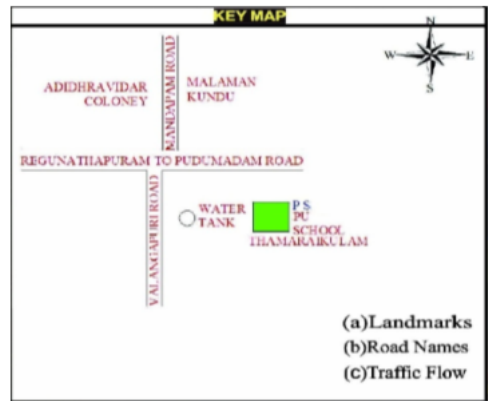 KEY MAP
N
W
E
S
ADIDHRAVIDAR
COLONEY
MANDAPAM ROAD
MALAMAN
KUNDU
REGUNATHAPURAM TO PUDUMADAM ROAD
VALANGAPURI ROAD
WATER
TANK
P S
PU
SCHOOL
THAMARAIKULAM
(a)Landmarks
(b)Road Names
(c)Traffic Flow